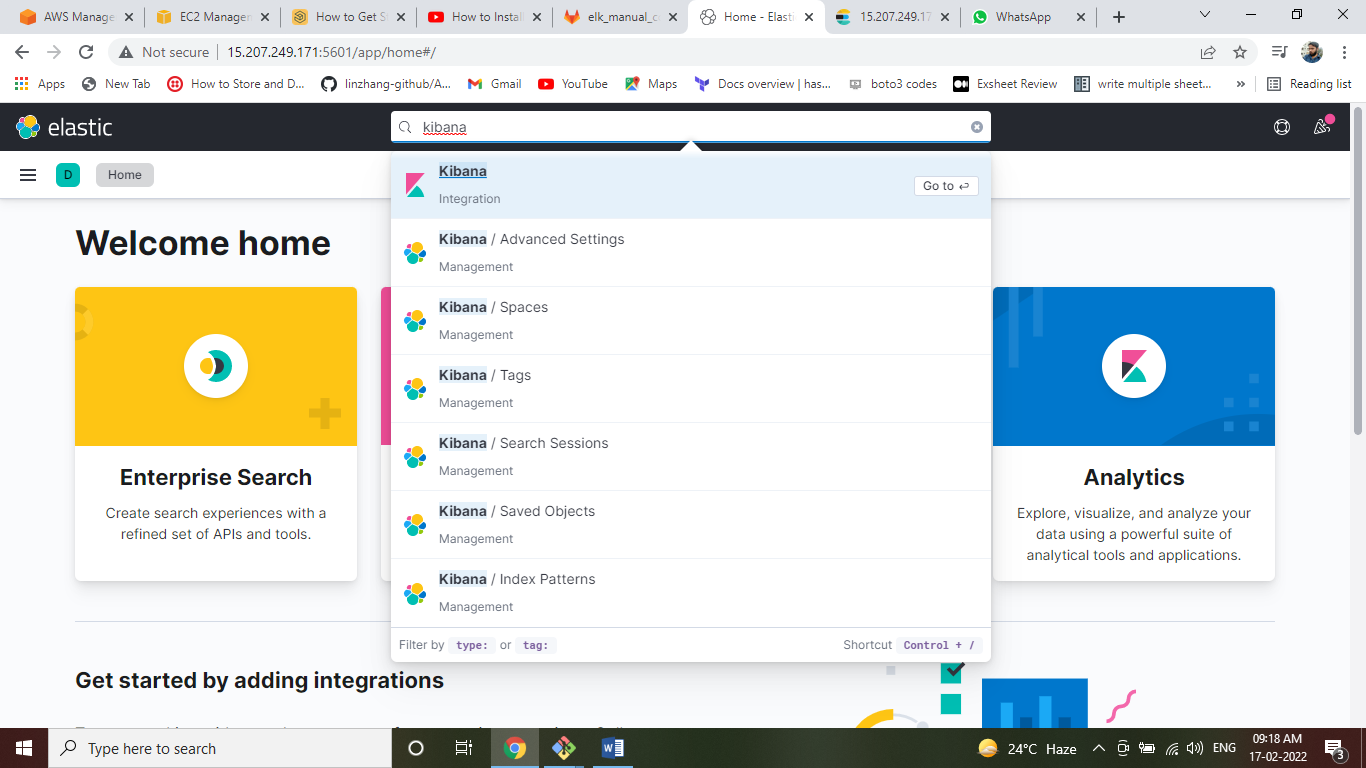 AWS Manage
EC2 Managem
How to Get S
How to Install
elk_manual_c
Home - Elasti
15.207.249.17
WhatsApp
Not secure
15.207.249.171:5601/app/home#/
Apps
New Tab
How to Store and D...
linzhang-github/A...
Gmail
YouTube
Maps
Docs overview | has...
boto3 codes
Exsheet Review
write multiple sheet...
»
Reading list
elastic
kibana
D
Home
Kibana
Integration
Go to
Kibana / Advanced Settings
Management
Kibana / Spaces
Management
Kibana / Tags
Management
Kibana / Search Sessions
Management
Kibana / Saved Objects
Management
Kibana / Index Patterns
Management
Filter by type: or tag:
Shortcut Control + /
Welcome home
Enterprise Search
Create search experiences with a
refined set of APIs and tools.
Analytics
Explore, visualize, and analyze your
data using a powerful suite of
analytical tools and applications.
Get started by adding integrations
Type here to search
24°C Haze
ENG
09:18 AM
17-02-2022
3